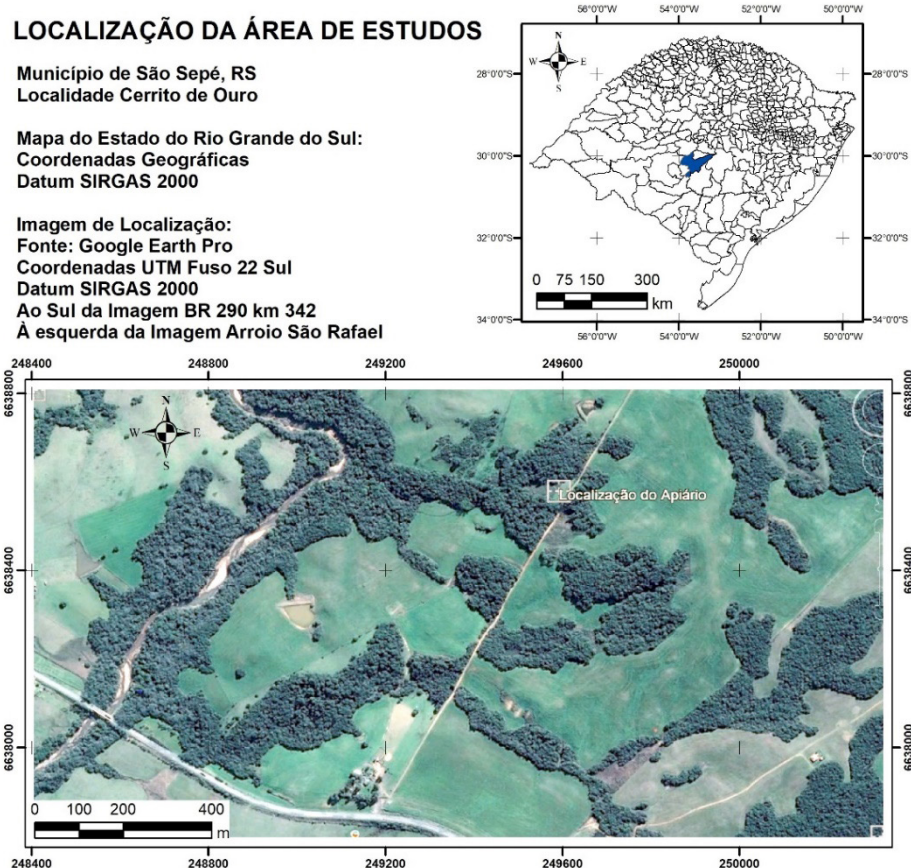 LOCALIZAÇÃO DA ÁREA DE ESTUDOS
Município de São Sepé, RS
Localidade Cerrito de Ouro
Mapa do Estado do Rio Grande do Sul:
Coordenadas Geográficas
Datum SIRGAS 2000
Imagem de Localização:
Fonte: Google Earth Pro
Coordenadas UTM Fuso 22 Sul
Datum SIRGAS 2000
Ao Sul da Imagem BR 290 km 342
À esquerda da Imagem Arroio São Rafael
56°0'0"W 54°0'0"W 52°0'0"W 50°0'0"W
N
W E
S
28°0'0"S 28°0'0"S
30°0'0"S 30°0'0"S
32°0'0"S 32°0'0"S
34°0'0"S 34°0'0"S
0 75 150 300
km
56°0'0"W 54°0'0"W 52°0'0"W 50°0'0"W
248400 248800 249200 249600 250000
6638800 6638800
N
W E
S
Localização do Apiário
6638400 6638400
6638000 6638000
0 100 200 400
m
248400 248800 249200 249600 250000